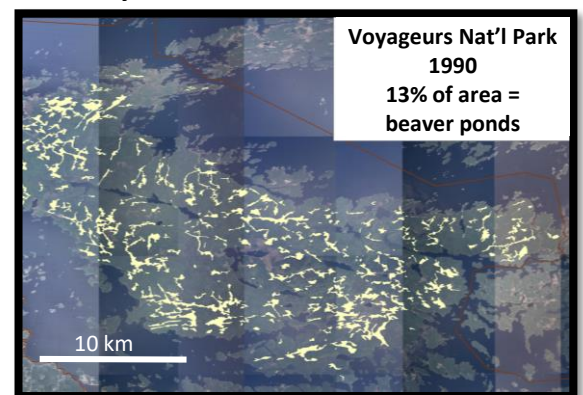 Voyageurs Nat’l Park
1990
13% of area =
beaver ponds
10 km